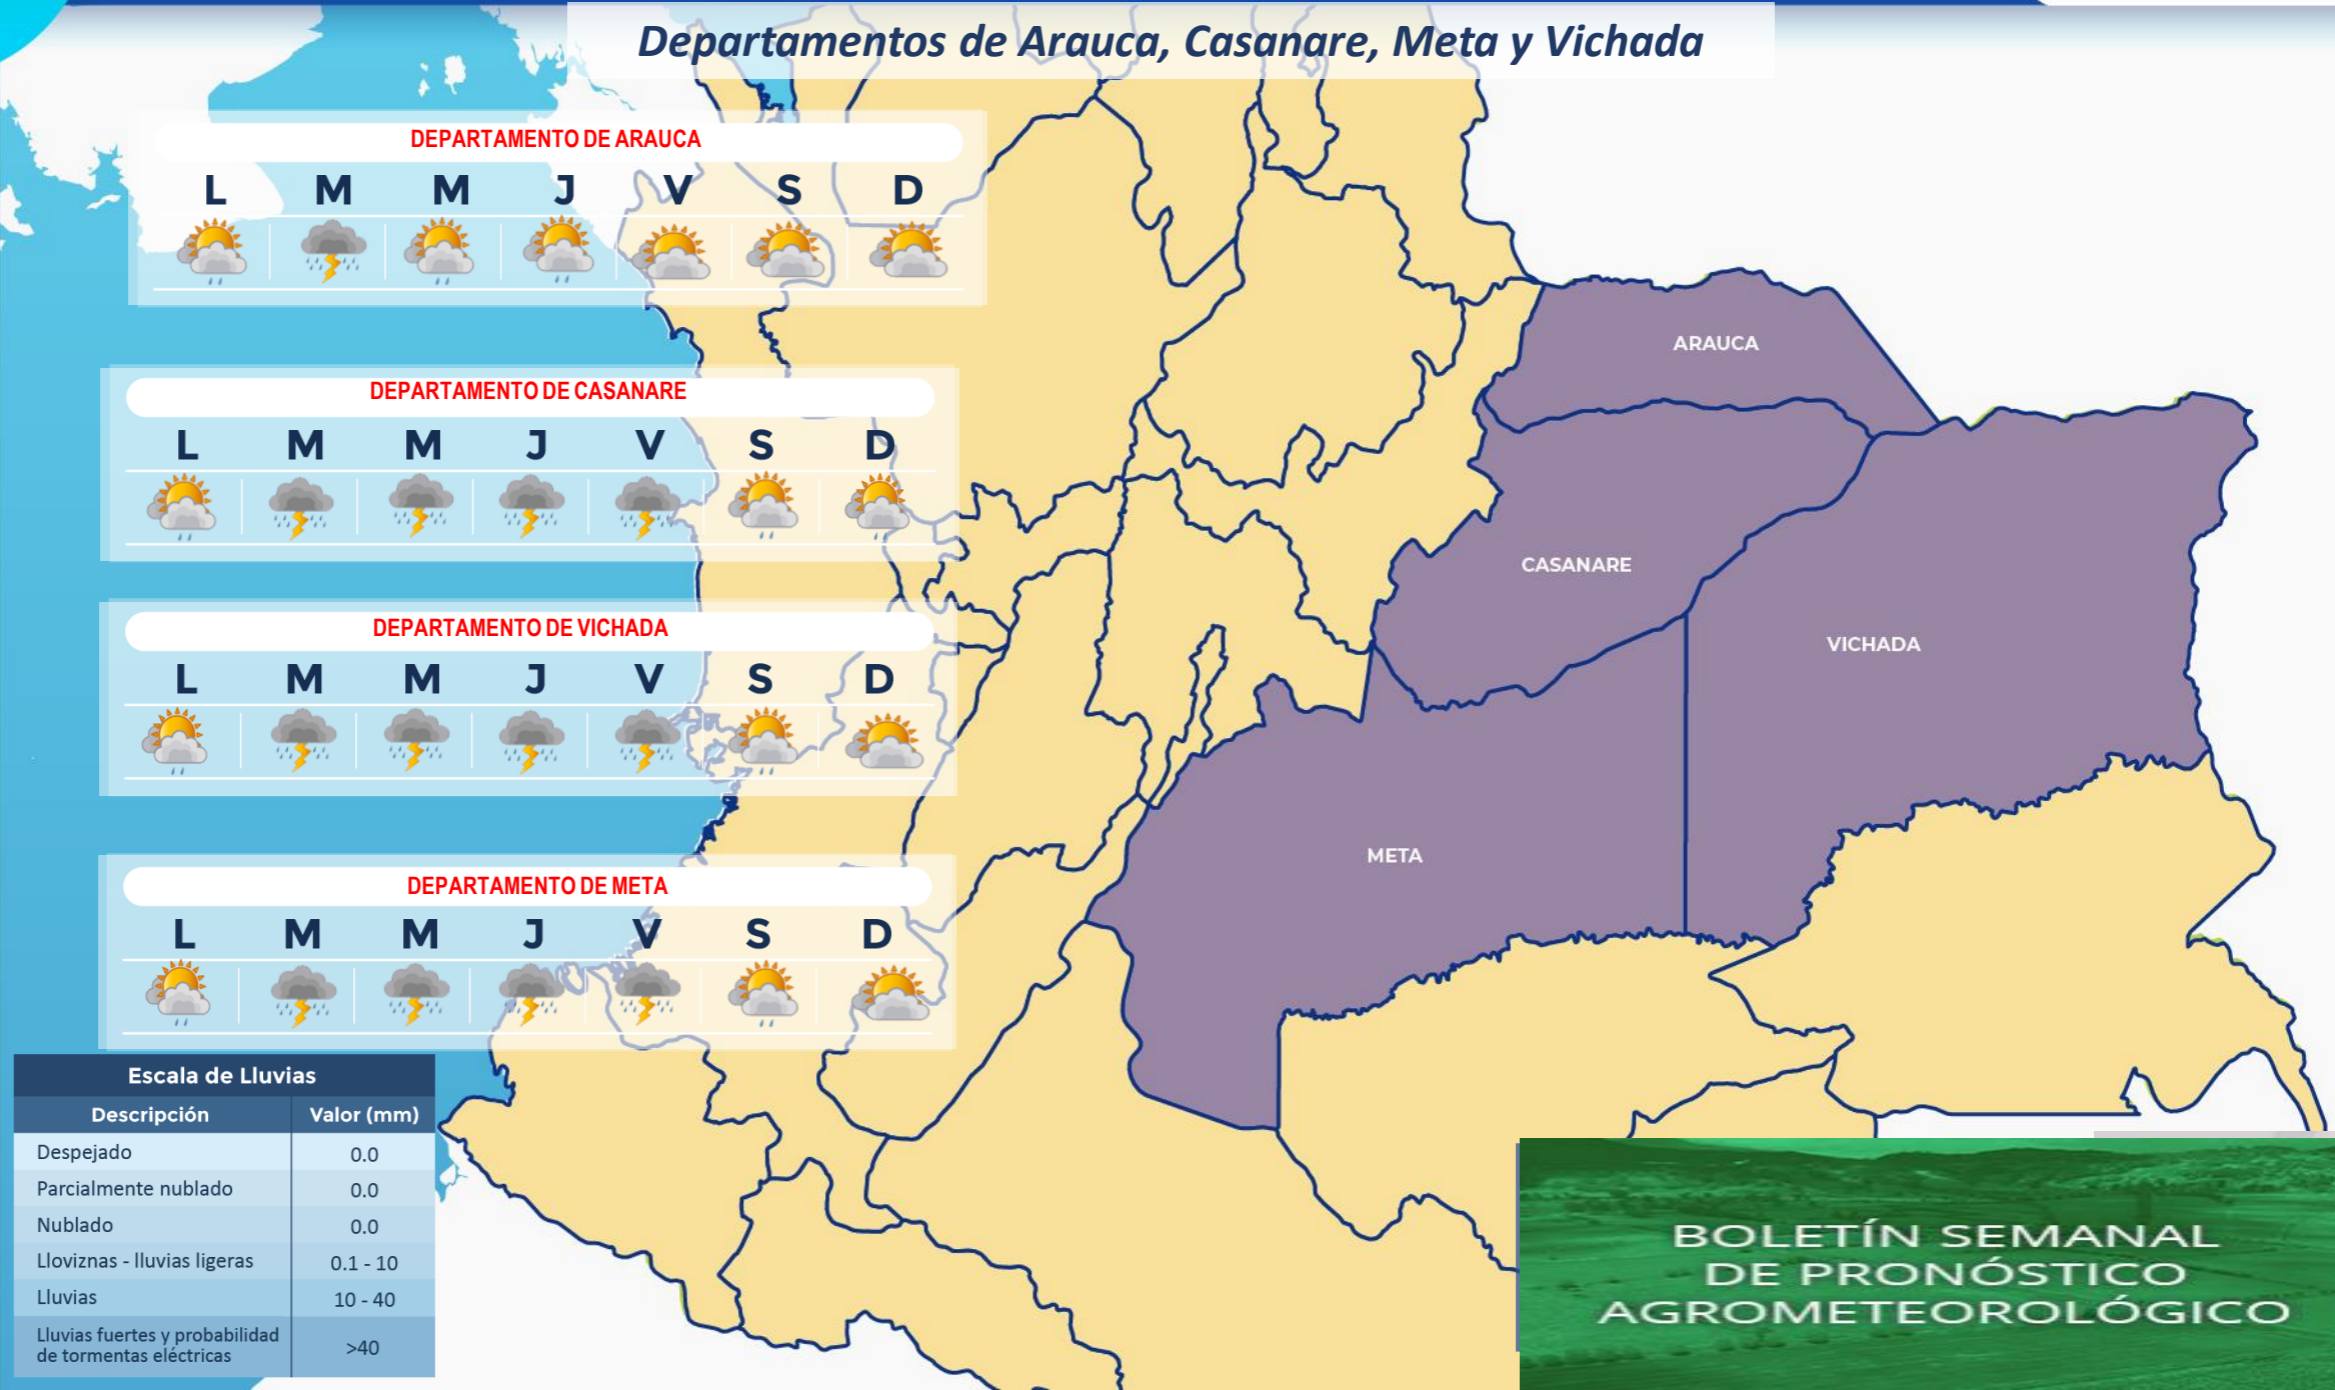 Departamentos de Arauca, Casanare, Meta y Vichada
DEPARTAMENTO DE ARAUCA
L M M J V S D
DEPARTAMENTO DE CASANARE
L M M J V S D
DEPARTAMENTO DE VICHADA
L M M J V S D
DEPARTAMENTO DE META
L M M J V S D
ARAUCA
CASANARE
VICHADA
META
Escala de Lluvias
Descripción Valor (mm)
Despejado 0.0
Parcialmente nublado 0.0
Nublado 0.0
Lloviznas - lluvias ligeras 0.1 - 10
Lluvias 10 - 40
Lluvias fuertes y probabilidad
de tormentas eléctricas >40
BOLETÍN SEMANAL
DE PRONÓSTICO
AGROMETEOROLÓGICO